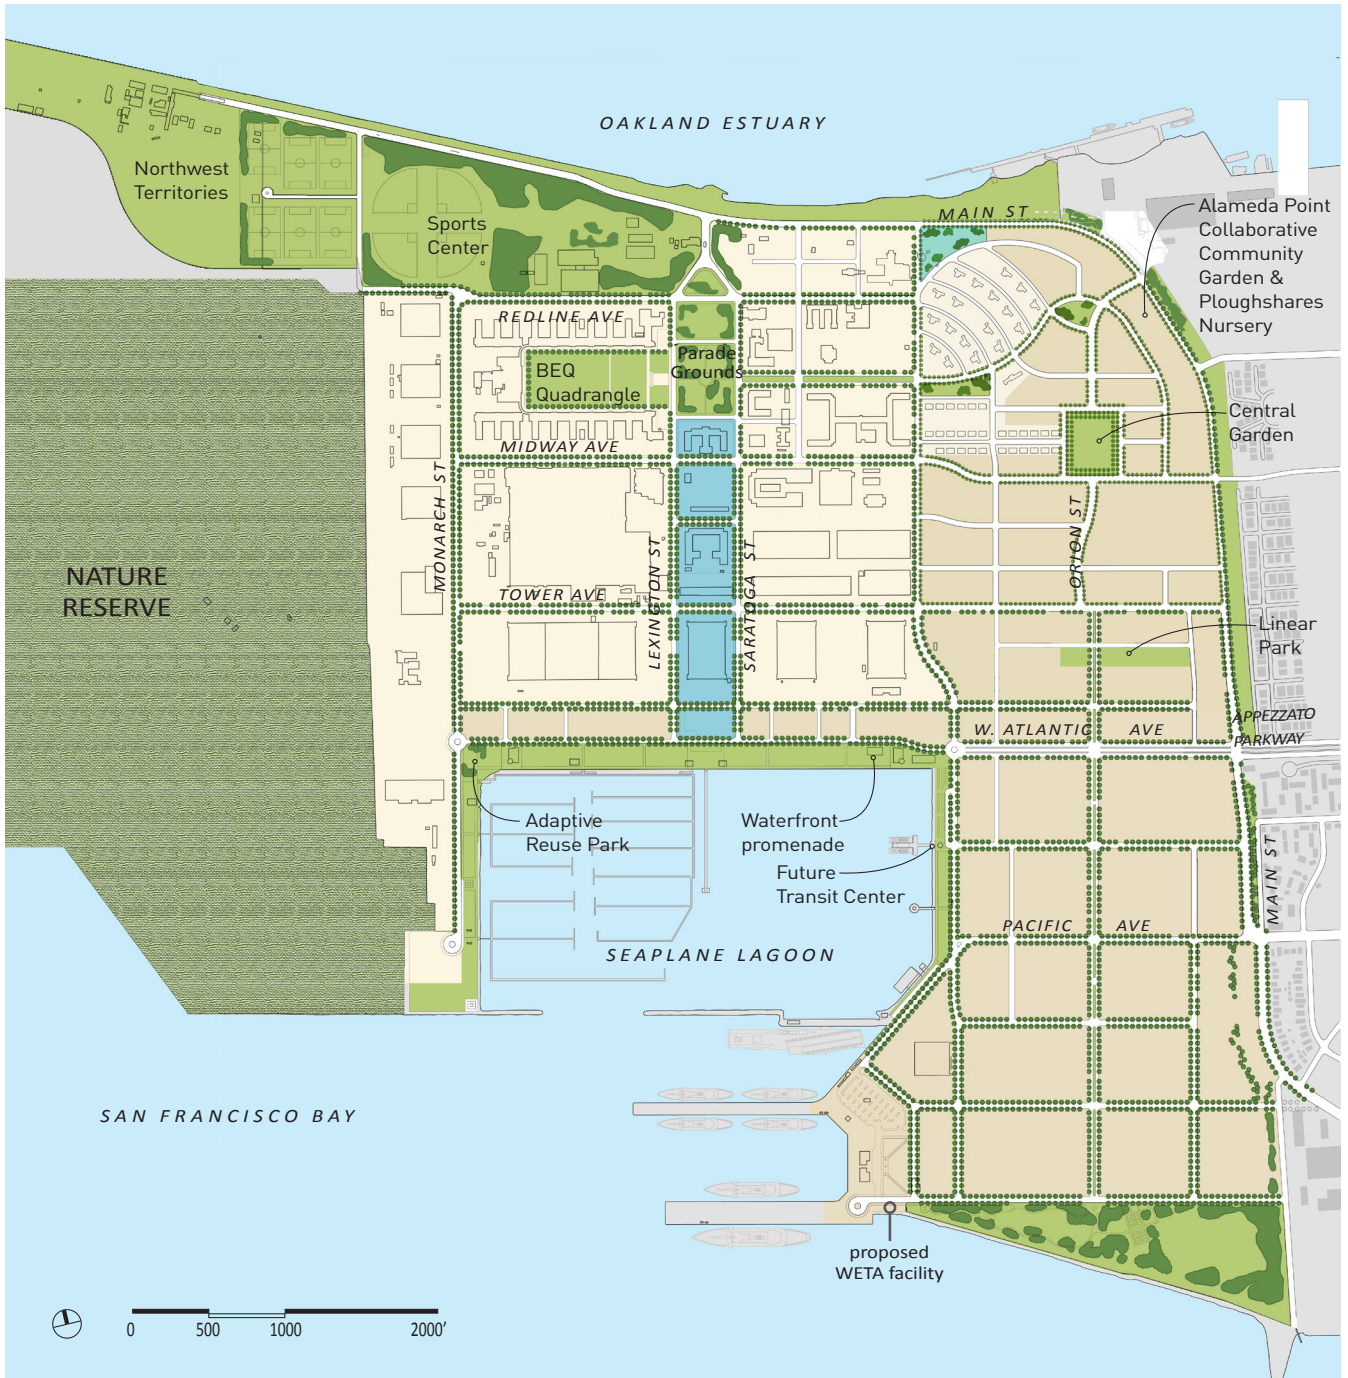 OAKLAND ESTUARY
Northwest
Territories
Sports
Center
MAIN ST
Alameda Point
Collaborative
Community
Garden &
Ploughshares
Nursery
REDLINE AVE
BEQ
Quadrangle
Parade
Grounds
MIDWAY AVE
Central
Garden
MONARCH ST
LEXINGTON ST
SARATOGA ST
ORION ST
NATURE
RESERVE
TOWER AVE
Linear
Park
W. ATLANTIC AVE
APPEZZATO
PARKWAY
Adaptive
Reuse Park
Waterfront
promenade
Future
Transit Center
MAIN ST
PACIFIC AVE
SEAPLANE LAGOON
SAN FRANCISCO BAY
proposed
WETA facility
0 500 1000 2000'